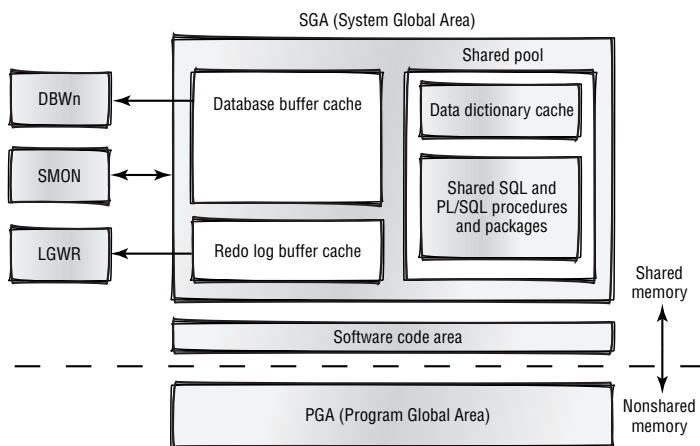 SGA (System Global Area)
Shared pool
DBWn
Database buffer cache
Data dictionary cache
SMON
Shared SQL and
PL/SQL procedures
and packages
LGWR
Redo log buffer cache
Shared
memory
Software code area
PGA (Program Global Area)
Nonshared
memory